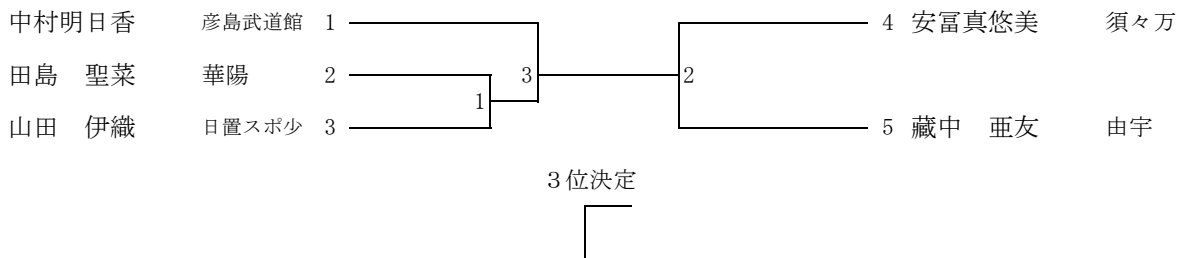 中村明日香 彦島武道館 1
4 安冨真悠美 須々万
田島 聖菜 華陽 2
3
2
1
山田 伊織 日置スポ少 3
5 藏中 亜友 由宇
３位決定